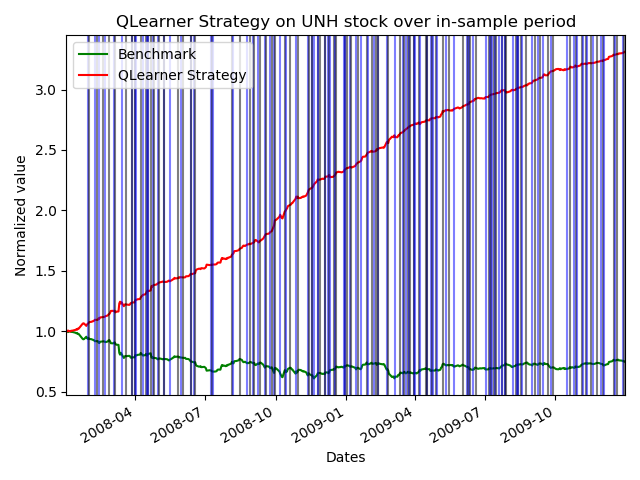 QLearner Strategy on UNH stock over in-sample period
Benchmark
QLearner Strategy
Normalized value
3.0
2.5
2.0
1.5
1.0
0.5
2008-04
2008-07
2008-10
2009-01
2009-04
2009-07
2009-10
Dates